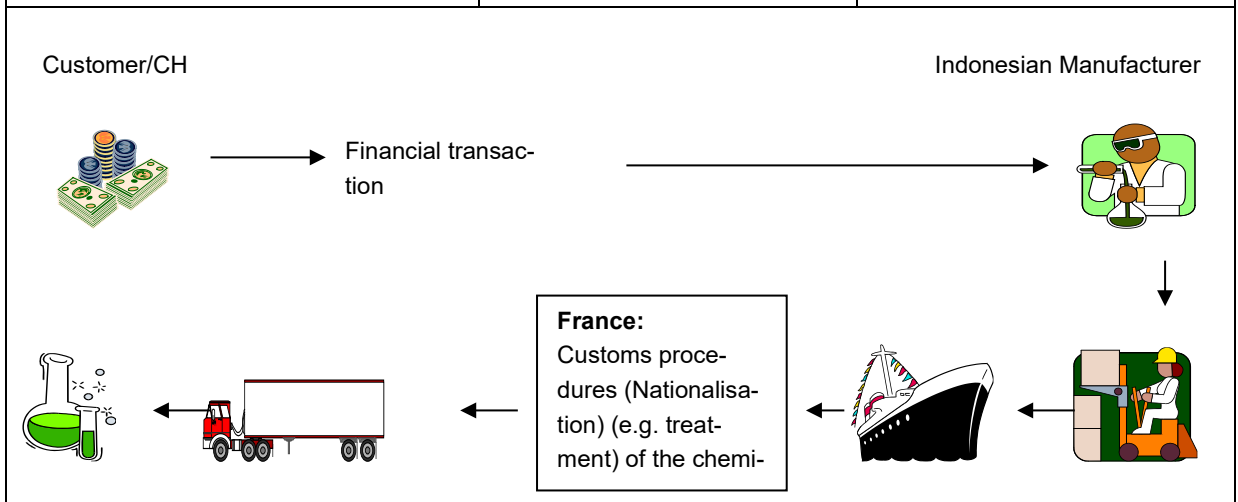 Customer/CH
Indonesian Manufacturer
Financial transac-
tion
France:
Customs proce-
dures (Nationalisa-
tion) (e.g. treat-
ment) of the chemi-